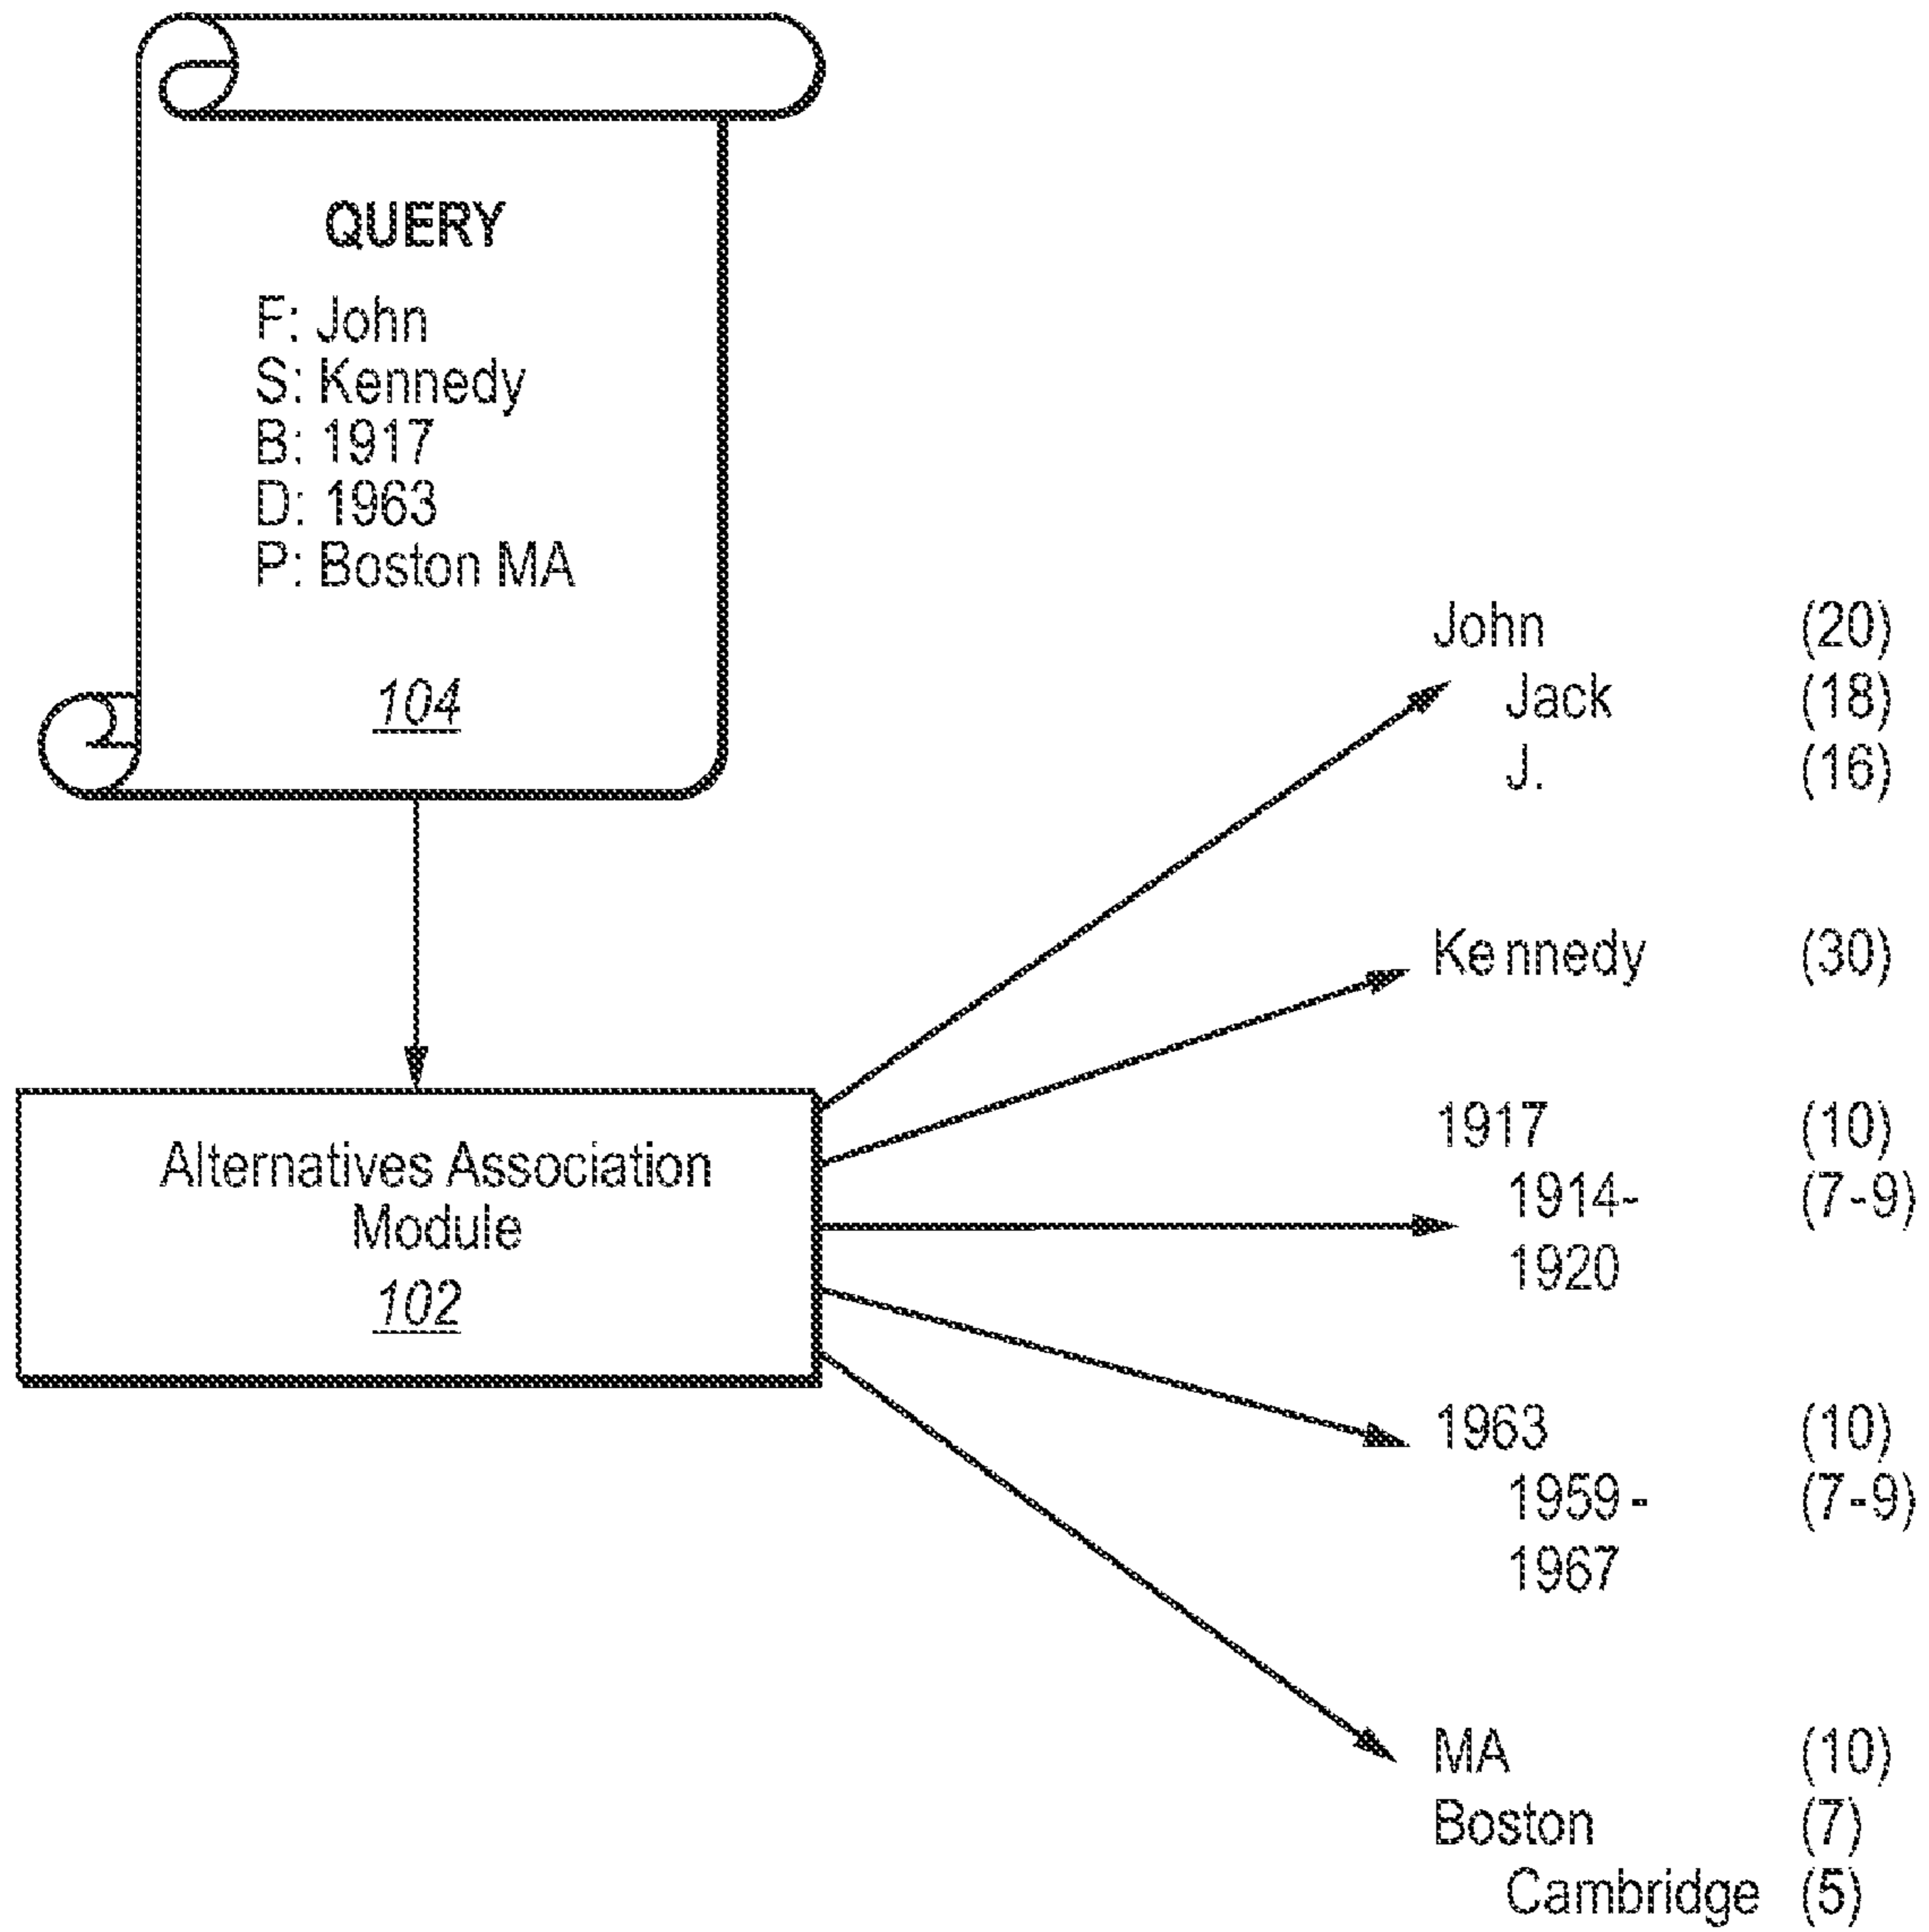 QUERY
F: John
S: Kennedy
B: 1917
D: 1963
P: Boston MA
104
Alternatives Association
Module
102
John (20)
Jack (18)
J. (16)
Kennedy (30)
1917 (10)
1914- (7-9)
1920
1963 (10)
1959- (7-9)
1967
MA (10)
Boston (7)
Cambridge (5)